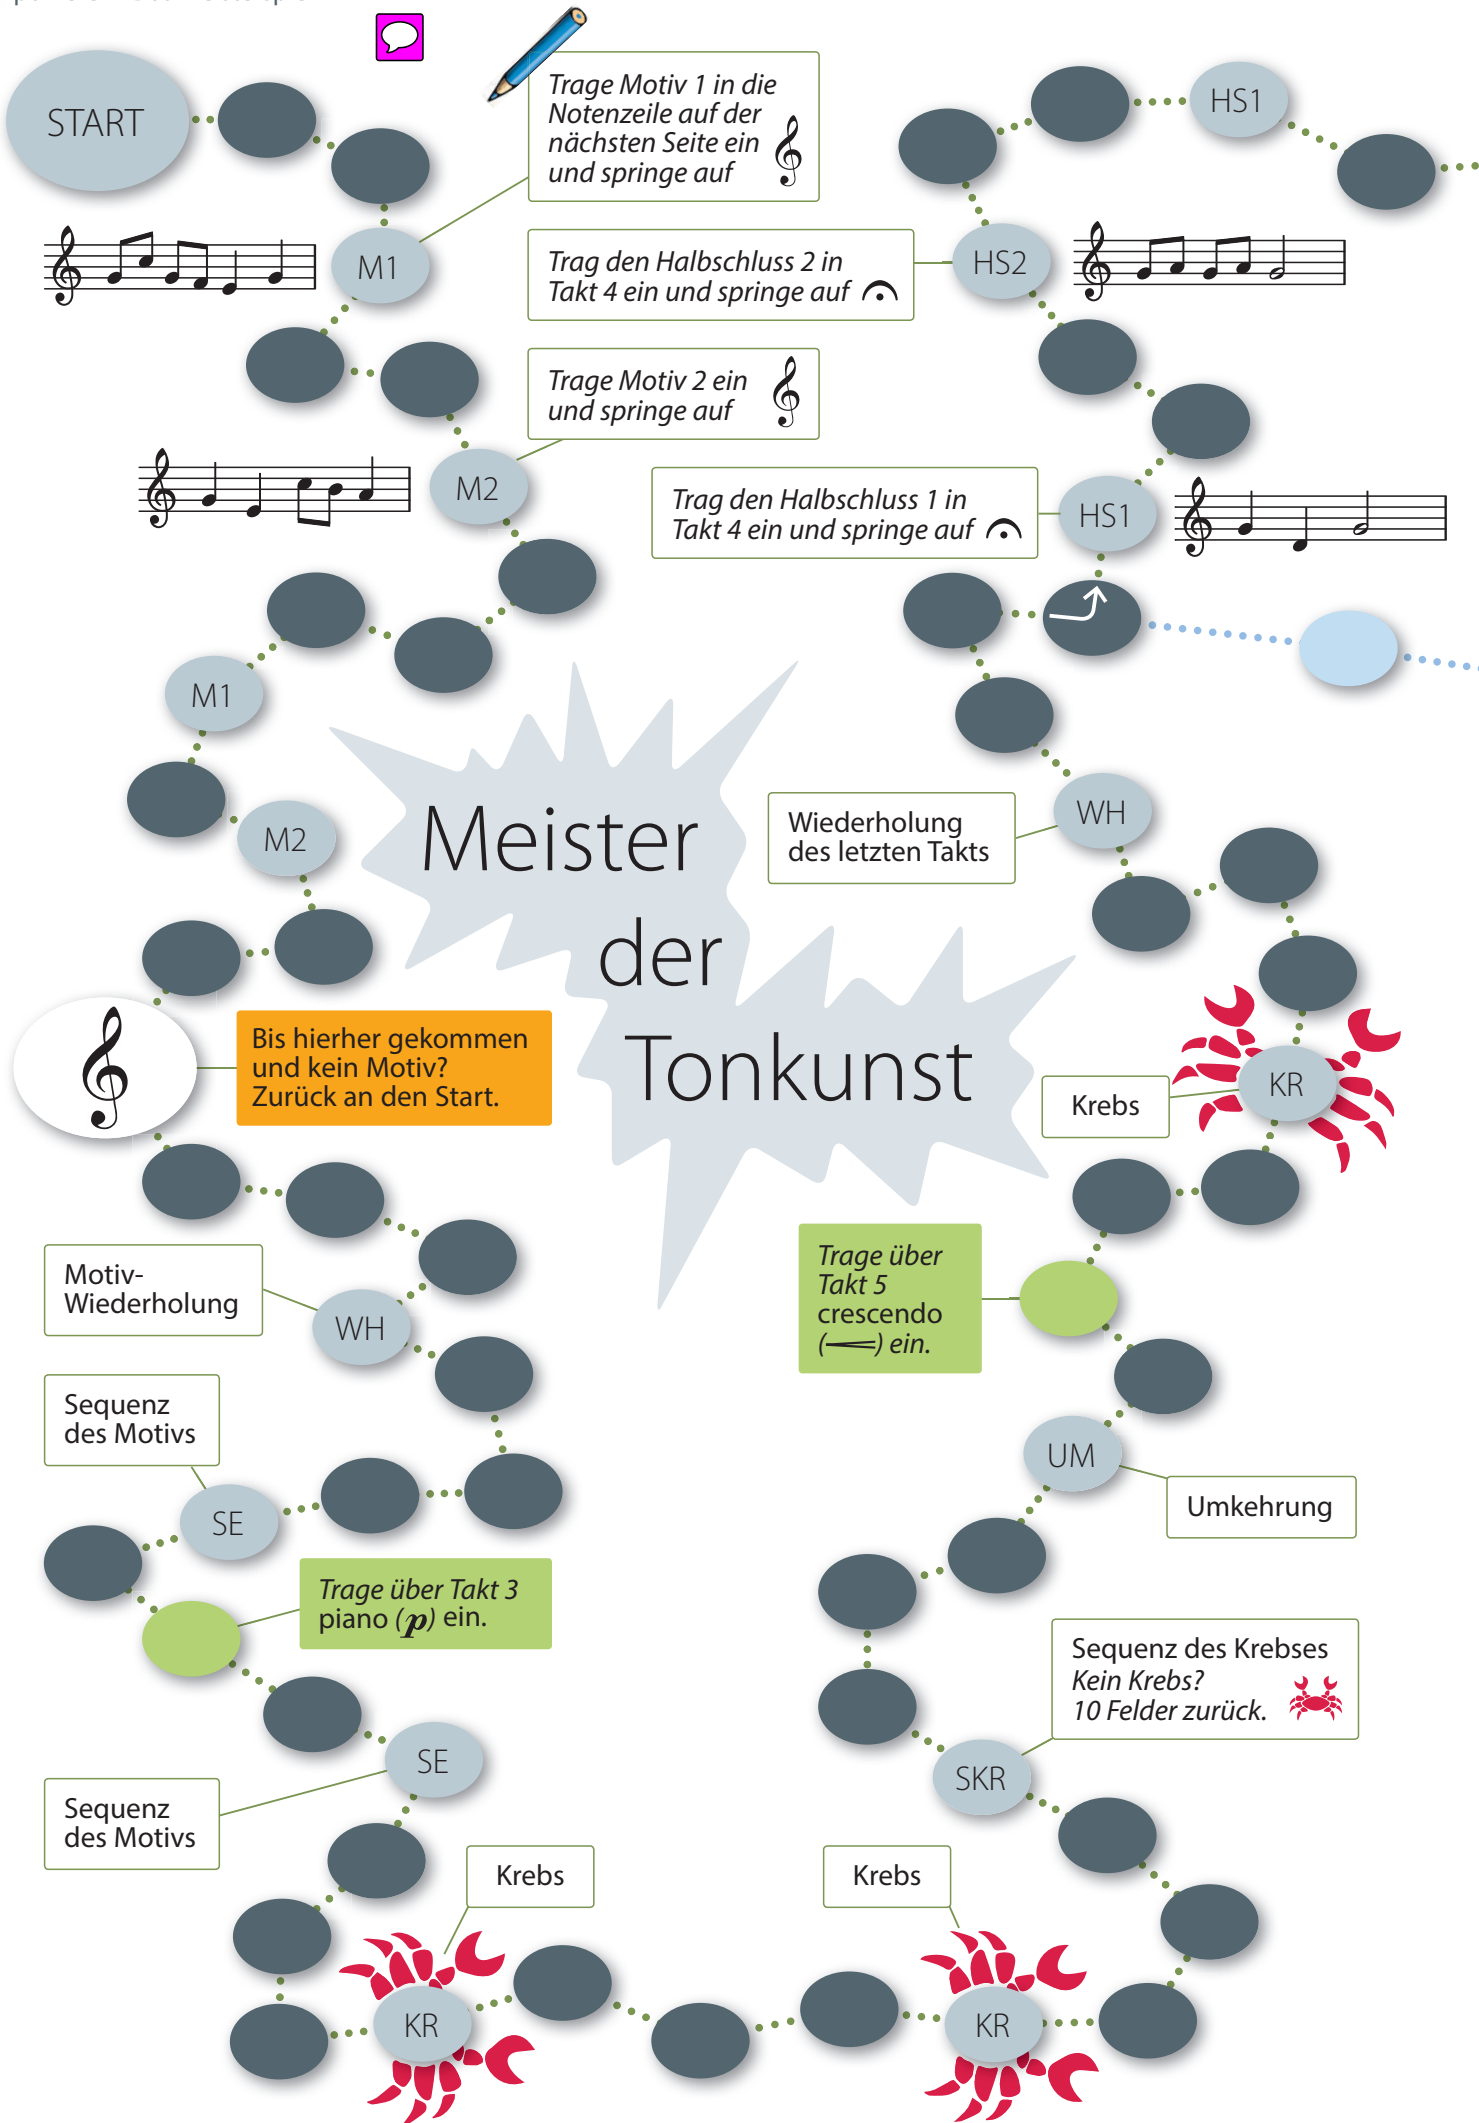 START
Trage Motiv 1 in die
Notenzeile auf der
nächsten Seite ein
und springe auf
M1
Trag den Halbschluss 2 in
Takt 4 ein und springe auf
HS1
HS2
Trage Motiv 2 ein
und springe auf
M2
Trag den Halbschluss 1 in
Takt 4 ein und springe auf
HS1
M1
M2
Meister
der
Tonkunst
Wiederholung
des letzten Takts
WH
Bis hierher gekommen
und kein Motiv?
Zurück an den Start.
Krebs
KR
Motiv-
Wiederholung
WH
Trage über
Takt 5
crescendo
( ) ein.
Sequenz
des Motivs
SE
UM
Umkehrung
Trage über Takt 3
piano (p) ein.
Sequenz des Krebses
Kein Krebs?
10 Felder zurück.
SE
SKR
Sequenz
des Motivs
Krebs
Krebs
KR
KR